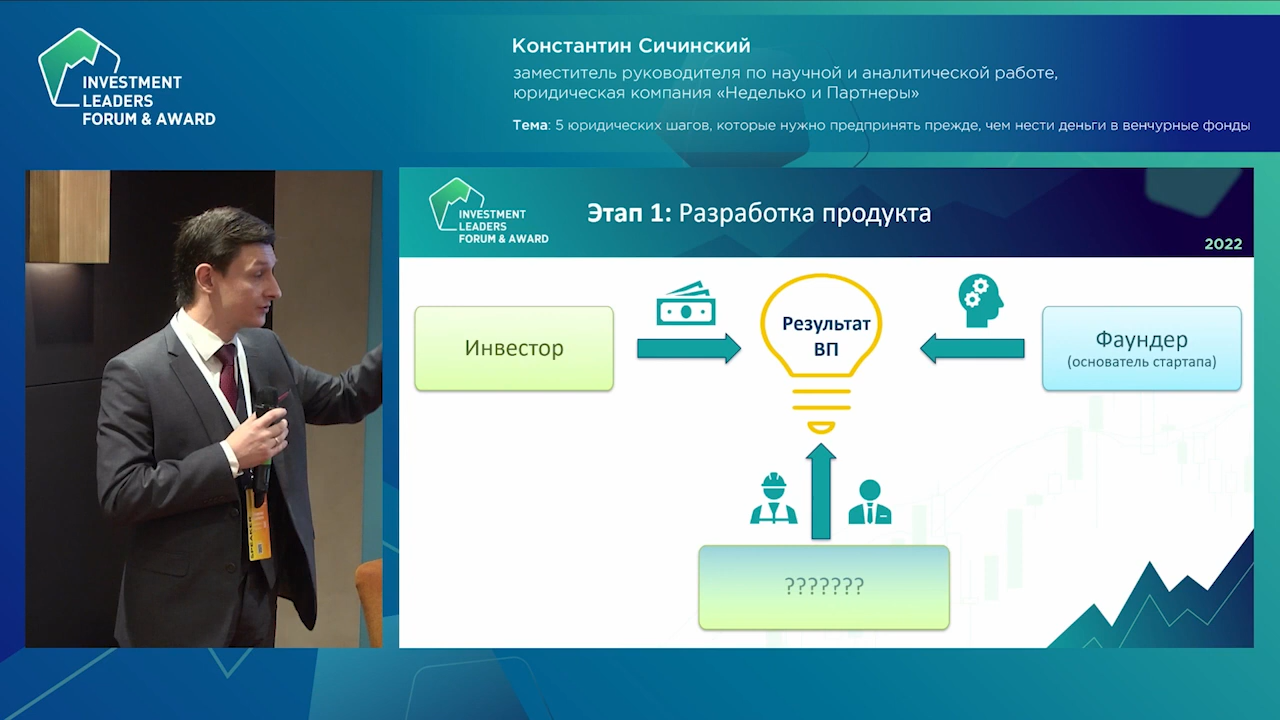 INVESTMENT
LEADERS
FORUM & AWARD
Константин Сичинский
заместитель руководителя по научной и аналитической работе,
юридическая компания «Неделько и Партнеры»
Тема: 5 юридических шагов, которые нужно предпринять прежде, чем нести деньги в венчурные фонды
INVESTMENT
LEADERS
FORUM & AWARD
Этап 1: Разработка продукта
2022
Инвестор
Результат
ВП
Фаундер
(основатель стартапа)
???????
SPEAKER